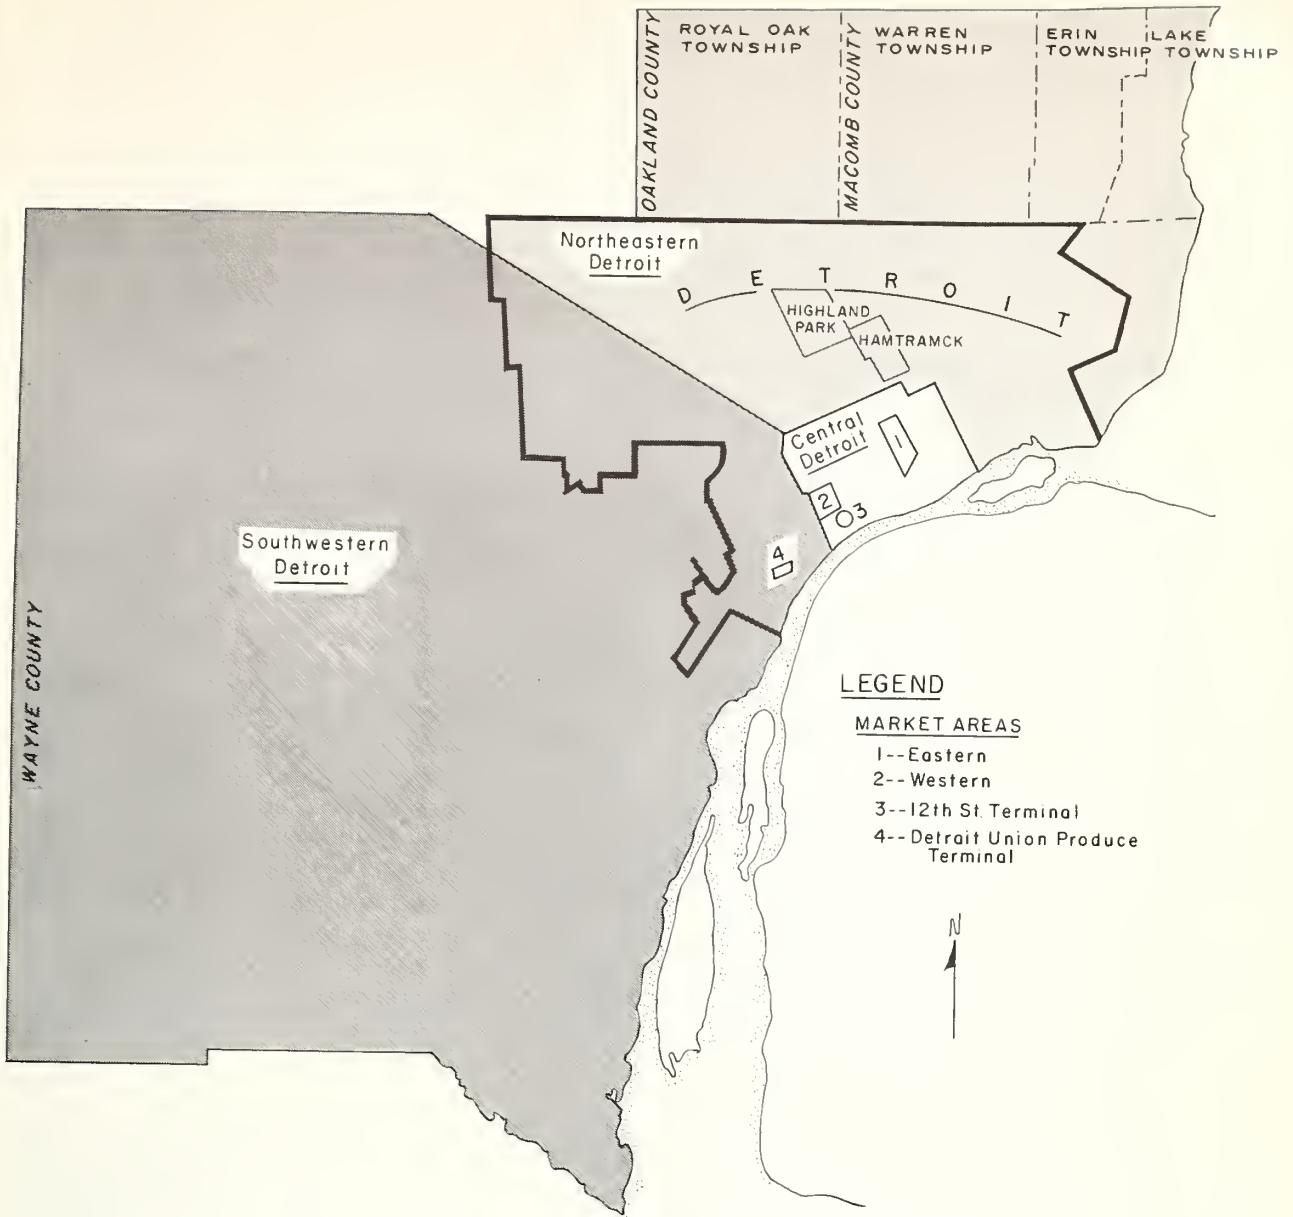 OAKLAND COUNTY
ROYAL OAK
TOWNSHIP
MACOMB COUNTY
WARREN
TOWNSHIP
ERIN
TOWNSHIP
LAKE
TOWNSHIP
Northeastern
Detroit
DETROIT
HIGHLAND
PARK
HAMTRAMCK
Central
Detroit
1
2
3
4
Southwestern
Detroit
WAYNE COUNTY
LEGEND
MARKET AREAS
1--Eastern
2--Western
3--12th St. Terminal
4--Detrait Union Produce
Terminal
N